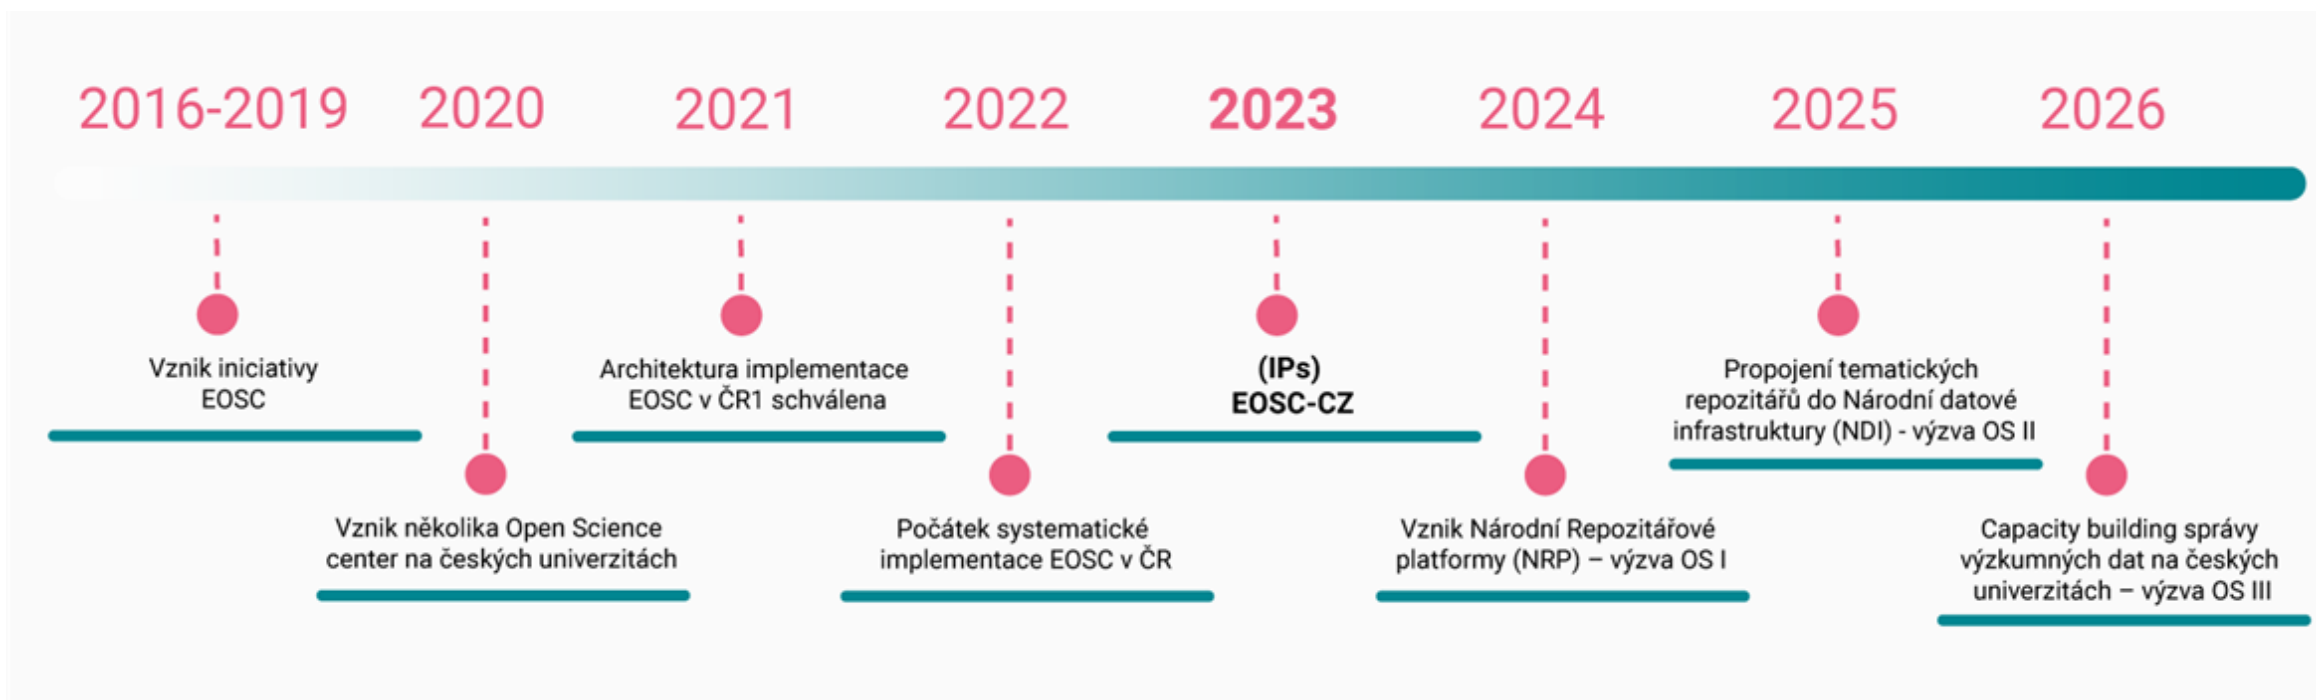 2016-2019
2020
2021
2022
2023
2024
2025
2026
Vznik iniciativy
EOSC
Vznik několika Open Science
center na českých univerzitách
Architektura implementace
EOSC v ČR1 schválena
Počátek systematické
implementace EOSC v ČR
(IPs)
EOSC-CZ
Vznik Národní Repozitářové
platformy (NRP) – výzva OS I
Propojení tematických
repozitářů do Národní datové
infrastruktury (NDI) - výzva OS II
Capacity building správy
výzkumných dat na českých
univerzitách – výzva OS III